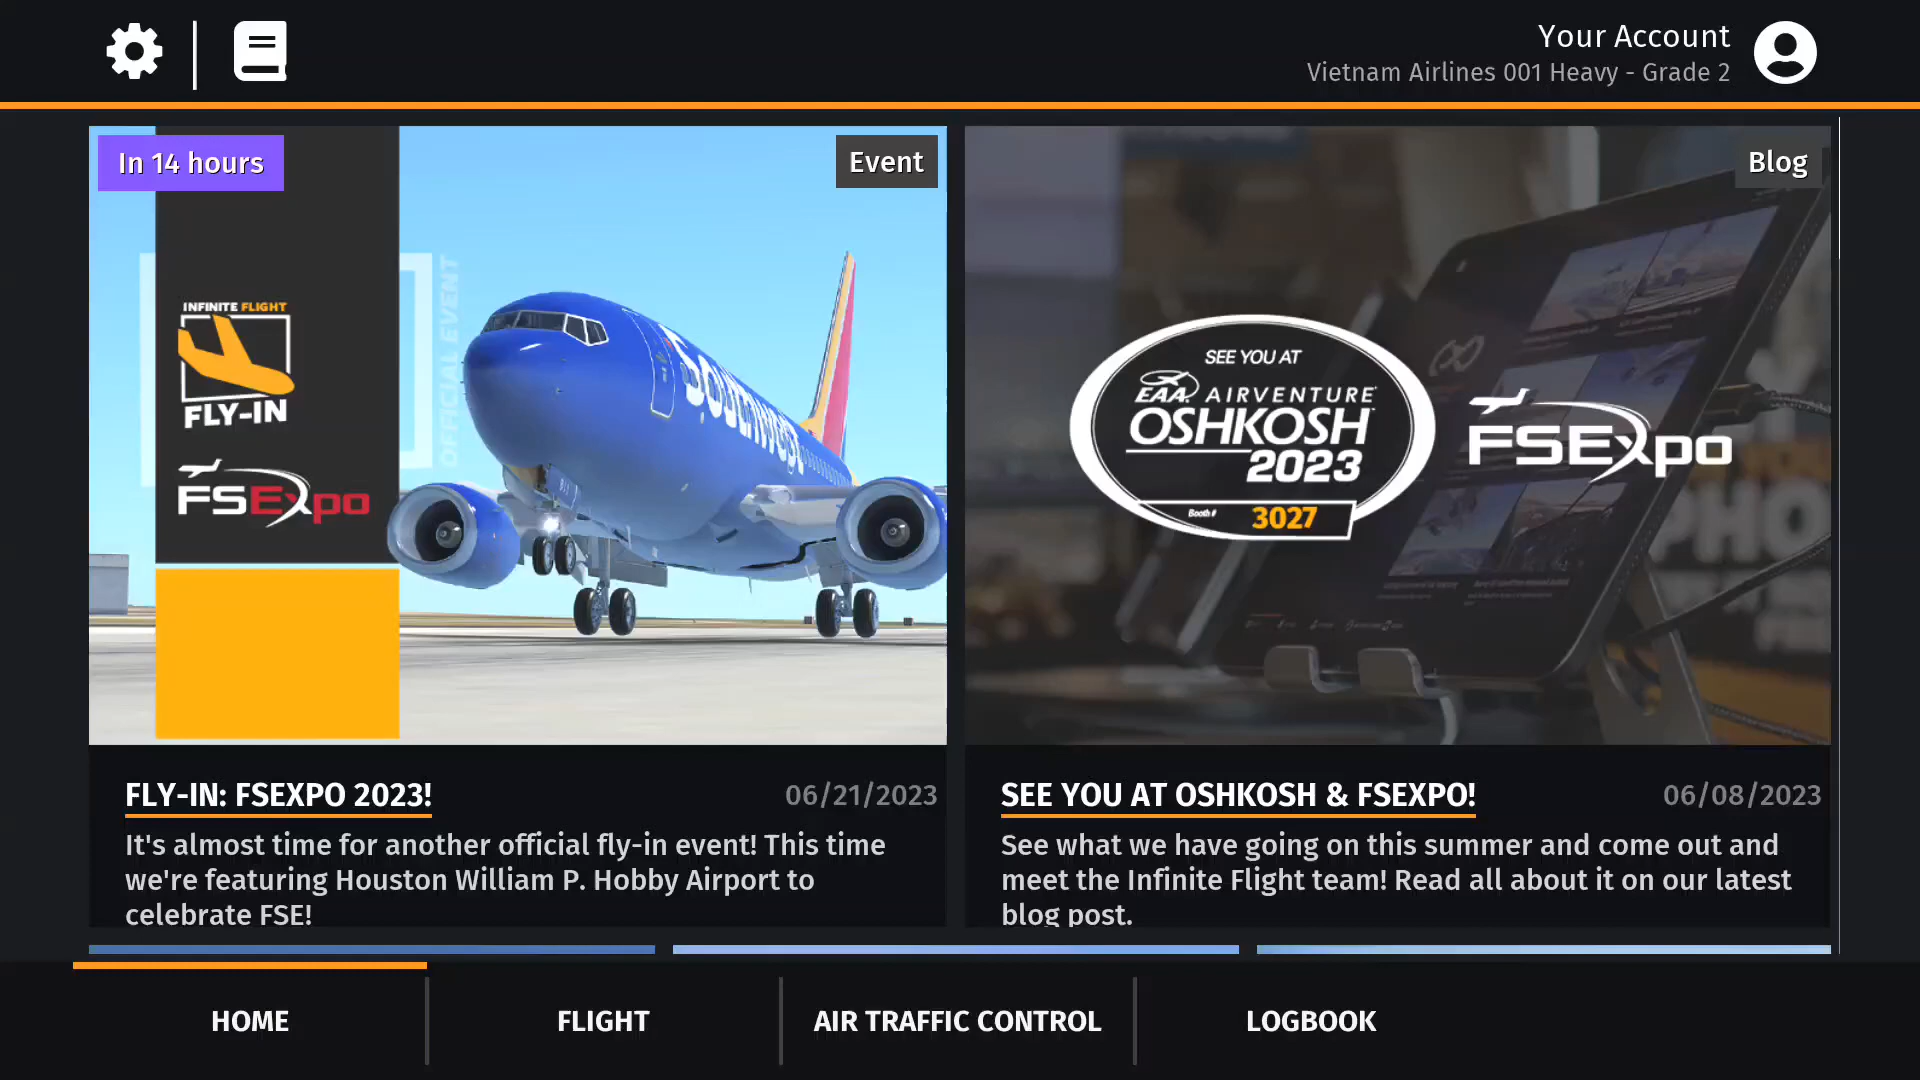 Your Account
Vietnam Airlines 001 Heavy - Grade 2
In 14 hours
Event
INFINITE FLIGHT
FLY-IN
FSExpo
OFFICIAL EVENT
Southwest
Blog
SEE YOU AT
EAA AIRVENTURE
OSHKOSH
2023
Booth # 3027
FSExpo
FLY-IN: FSEXPO 2023!
06/21/2023
It's almost time for another official fly-in event! This time
we're featuring Houston William P. Hobby Airport to
celebrate FSE!
SEE YOU AT OSHKOSH & FSEXPO!
06/08/2023
See what we have going on this summer and come out and
meet the Infinite Flight team! Read all about it on our latest
blog post.
HOME
FLIGHT
AIR TRAFFIC CONTROL
LOGBOOK